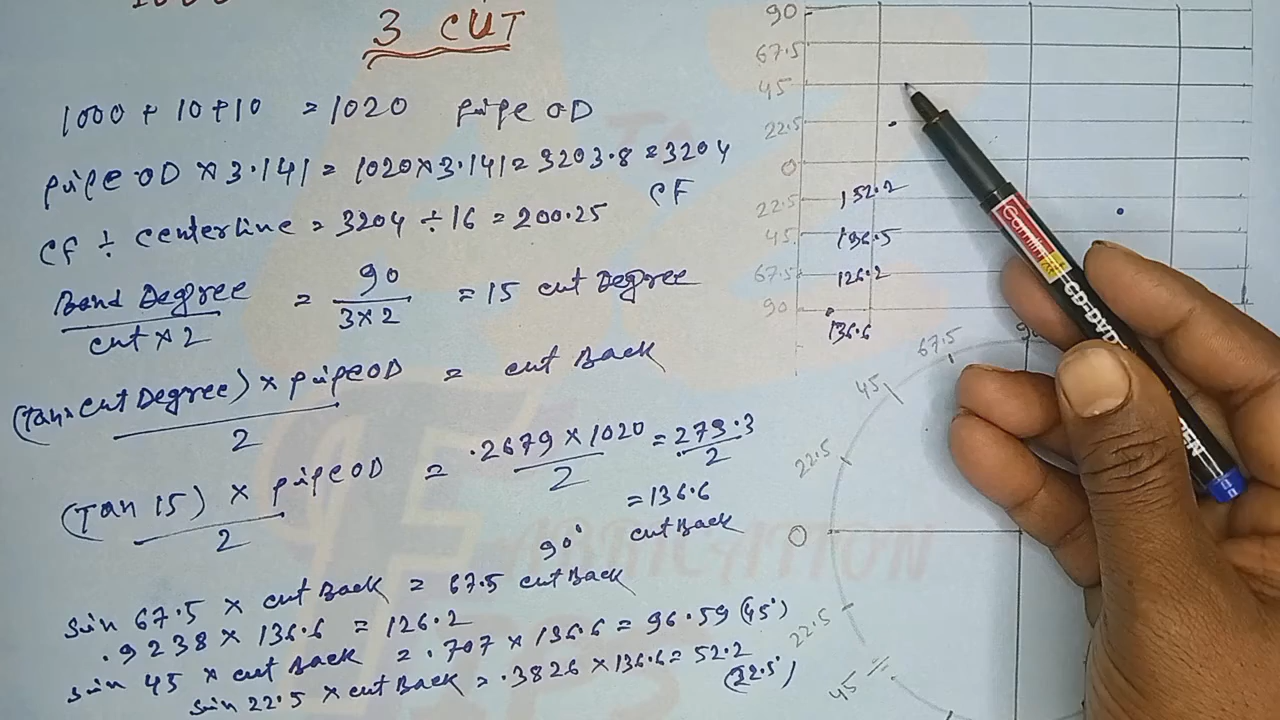 3 CUT
1000 + 10+10 = 1020 pipe OD
pipe OD × 3.141 = 1020×3.141 = 3203.8 = 3204
CF
CF ÷ centerline = 3204 ÷ 16 = 200.25
Band Degree / cut × 2 = 90 / 3×2 = 15 cut Degree
(Tan × cut Degree) × pipe OD / 2 = cut Back
(Tan 15) × pipe OD / 2 = .2679 × 1020 / 2 = 273.3 / 2
= 136.6
90° cut Back
sin 67.5 × cut Back = 67.5 cut Back
.9238 × 136.6 = 126.2
sin 45 × cut Back = .707 × 136.6 = 96.59 (45°)
sin 22.5 × cut Back = .3826 × 136.6 = 52.2
(22.5°)
90
67.5
45
22.5
0
22.5 152.2
45 196.5
67.5 126.2
90
136.6
67.5
45
22.5
0
22.5
45
CD-DVD
PEN